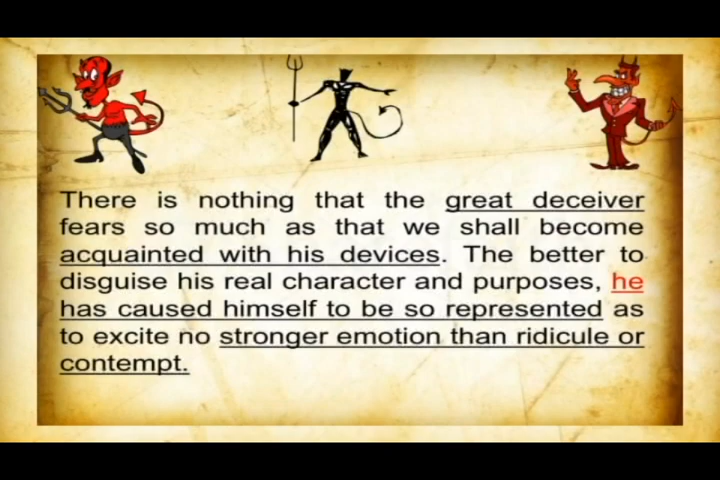 There is nothing that the great deceiver
fears so much as that we shall become
acquainted with his devices. The better to
disguise his real character and purposes, he
has caused himself to be so represented as
to excite no stronger emotion than ridicule or
contempt.